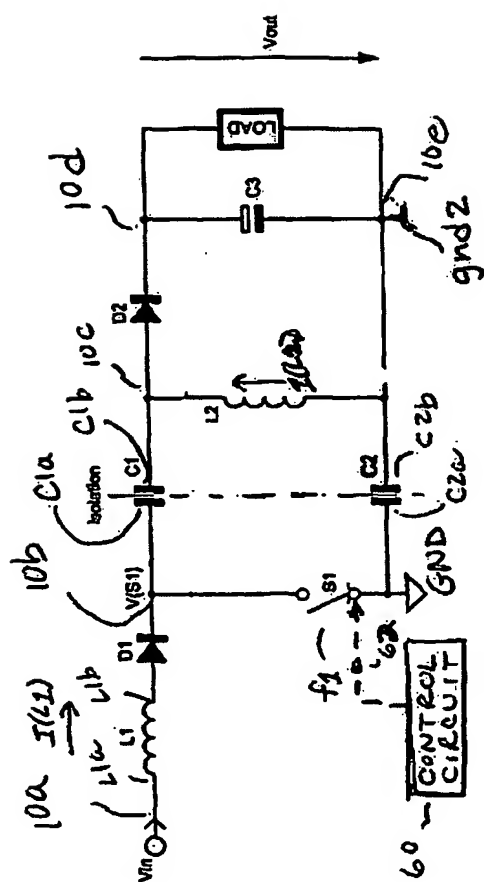 10a
I(L1)
L1a
L1b
L1
Vin
D1
10b
V(S1)
C1a
Isolation
C1b
C1
10c
D2
10d
L2
I(L2)
C3
LOAD
Vout
10e
gnd2
C2
C2b
C2a
S1
f1
62
GND
60
CONTROL
CIRCUIT